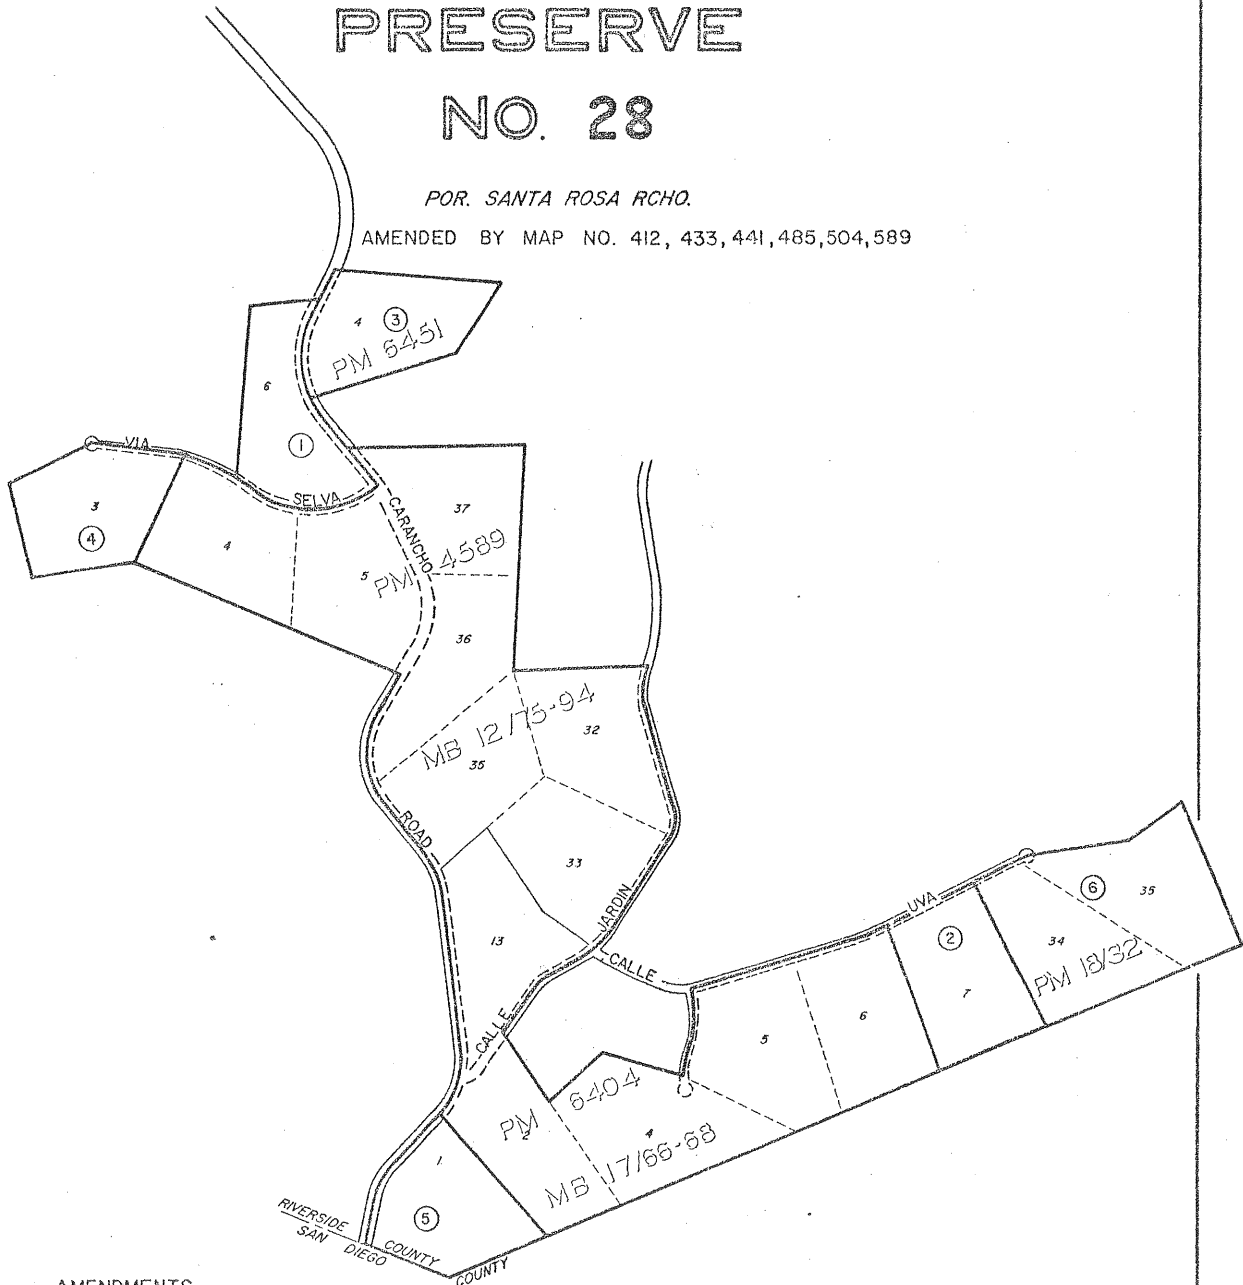 PRESERVE
NO. 28
POR. SANTA ROSA RCHO.
AMENDED BY MAP NO. 412, 433, 441, 485, 504, 589
4
3
PM 6451
6
1
VIA
SELVA
3
4
4
5
CARANCHO
37
PM 4589
36
MB 12/75-94
32
35
ROAD
33
JARDIN
13
CALLE
CALLE
UVA
6
35
2
34
PM 18/32
7
6
5
PM 6404
2
4
MB 17/66-68
1
5
RIVERSIDE COUNTY
SAN DIEGO COUNTY
AMENDMENTS